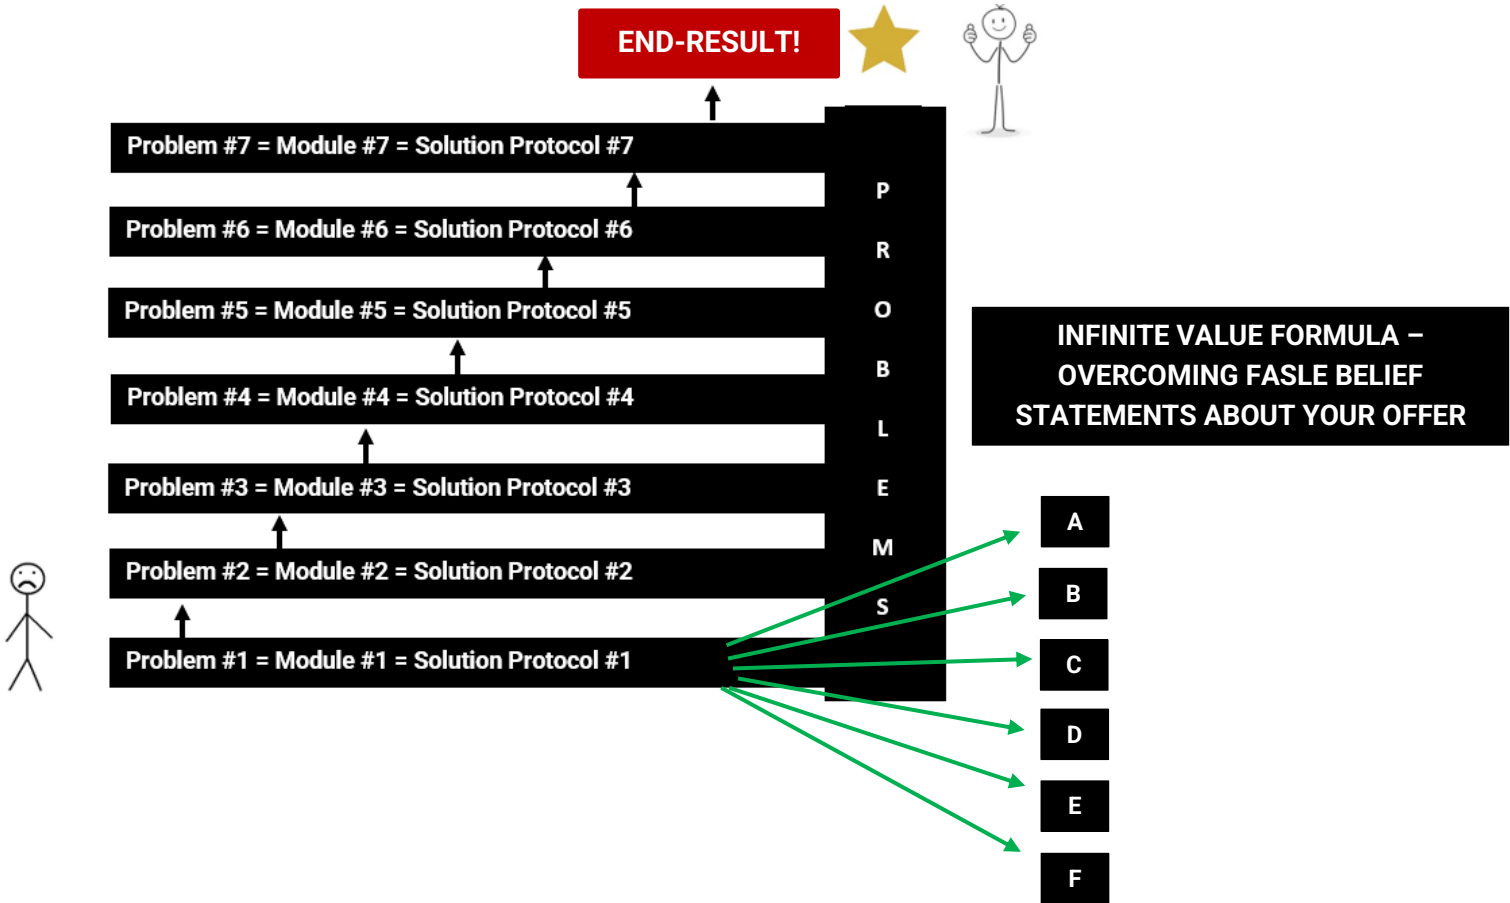 END-RESULT!
Problem #7 = Module #7 = Solution Protocol #7
Problem #6 = Module #6 = Solution Protocol #6
Problem #5 = Module #5 = Solution Protocol #5
Problem #4 = Module #4 = Solution Protocol #4
Problem #3 = Module #3 = Solution Protocol #3
Problem #2 = Module #2 = Solution Protocol #2
Problem #1 = Module #1 = Solution Protocol #1
P
R
O
B
L
E
M
S
INFINITE VALUE FORMULA –
OVERCOMING FASLE BELIEF
STATEMENTS ABOUT YOUR OFFER
A
B
C
D
E
F